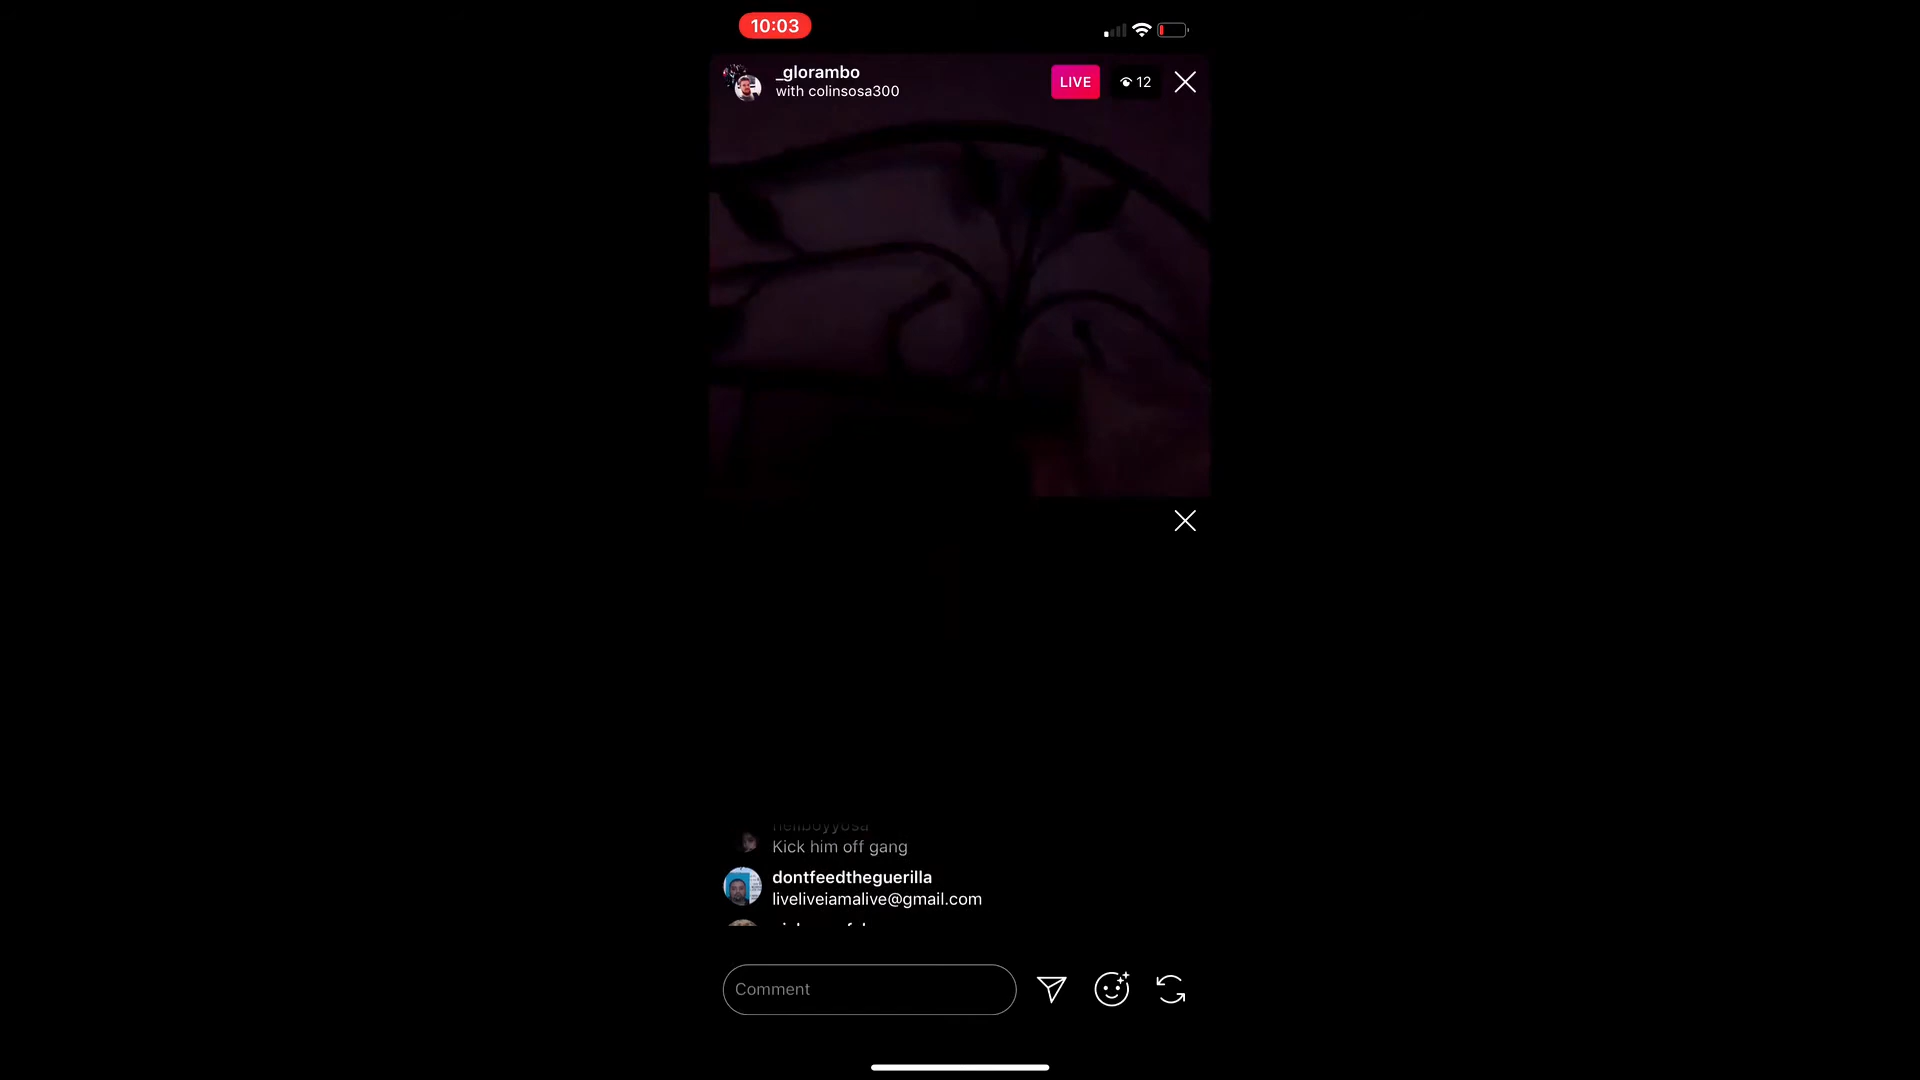 10:03
_glorambo
with colinsosa300
LIVE
12
Kick him off gang
dontfeedtheguerilla
liveliveiamalive@gmail.com
Comment